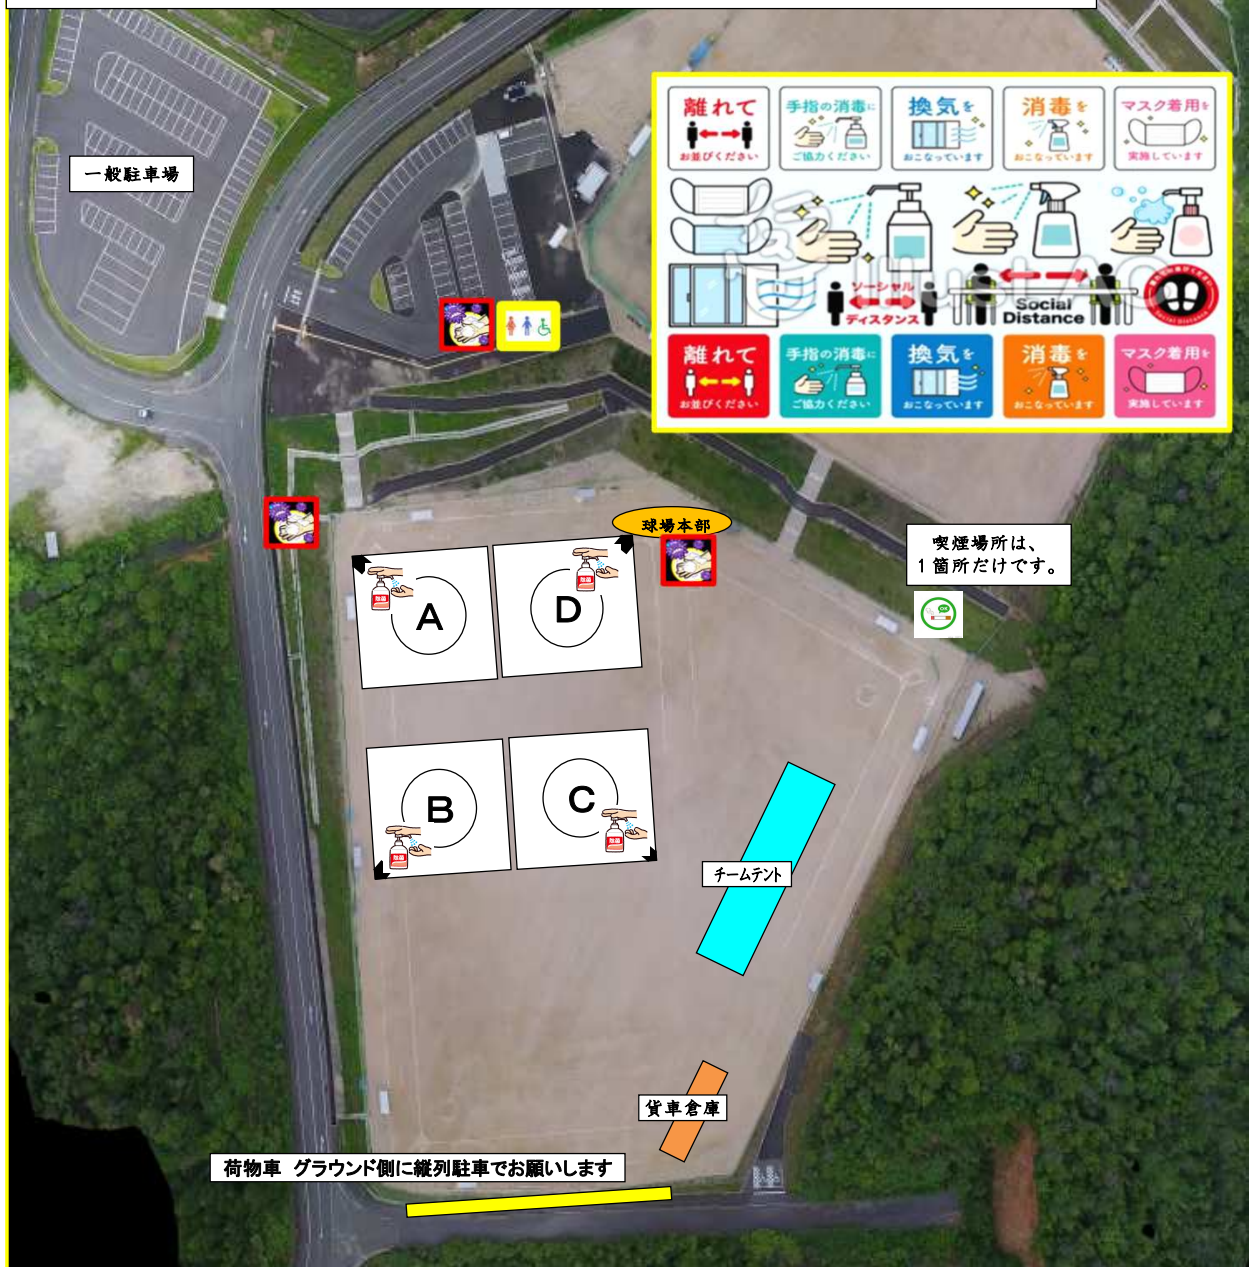 離れて
お並びください
手指の消毒に
ご協力ください
換気を
おこなっています
消毒を
おこなっています
マスク着用を
実施しています
ソーシャル
ディスタンス
Social
Distance
離れて
お並びください
手指の消毒に
ご協力ください
換気を
おこなっています
消毒を
おこなっています
マスク着用を
実施しています
一般駐車場
球場本部
喫煙場所は、
1箇所だけです。
OK
A
D
B
C
チームテント
貨車倉庫
荷物車 グラウンド側に縦列駐車でお願いします